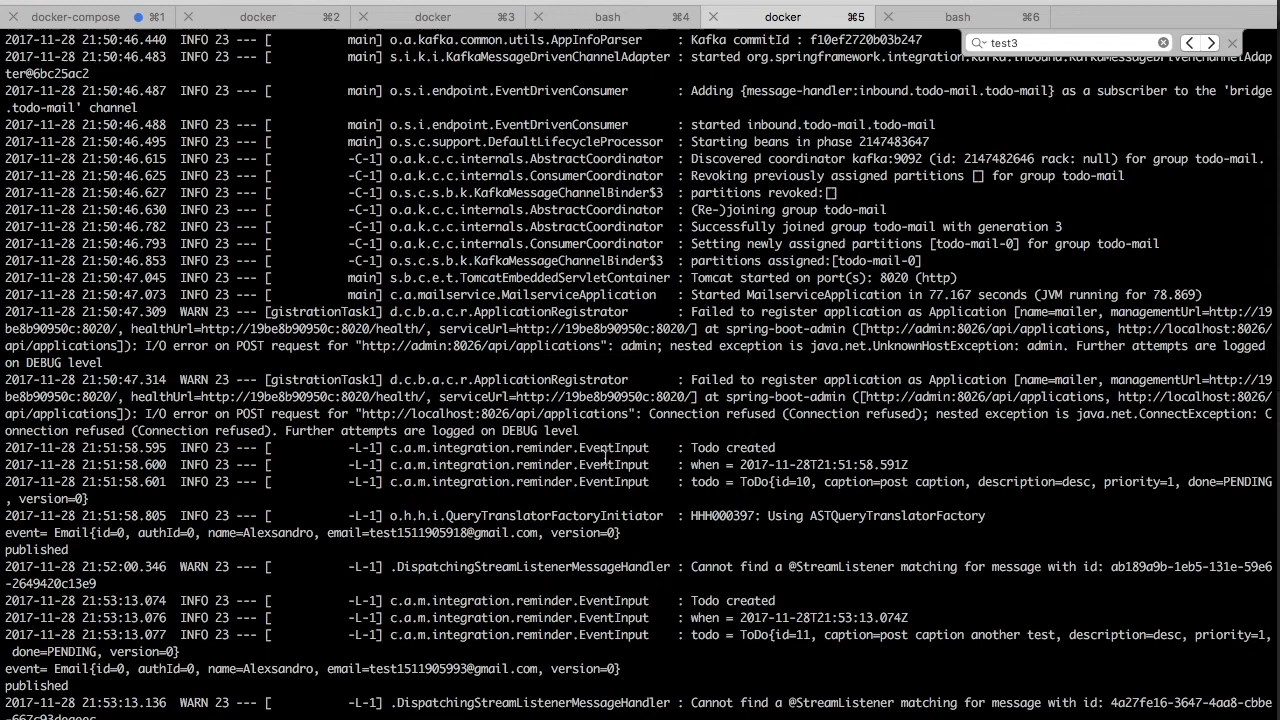 docker-compose ⌘1 docker ⌘2 docker ⌘3 bash ⌘4 docker ⌘5 bash ⌘6
test3
2017-11-28 21:50:46.440  INFO 23 --- [           main] o.a.kafka.common.utils.AppInfoParser     : Kafka commitId : f10ef2720b03b247
2017-11-28 21:50:46.483  INFO 23 --- [           main] s.i.k.i.KafkaMessageDrivenChannelAdapter : started org.springframework.integration.kafka.inbound.KafkaMessageDrivenChannelAdap
ter@6bc25ac2
2017-11-28 21:50:46.487  INFO 23 --- [           main] o.s.i.endpoint.EventDrivenConsumer       : Adding {message-handler:inbound.todo-mail.todo-mail} as a subscriber to the 'bridge
.todo-mail' channel
2017-11-28 21:50:46.488  INFO 23 --- [           main] o.s.i.endpoint.EventDrivenConsumer       : started inbound.todo-mail.todo-mail
2017-11-28 21:50:46.495  INFO 23 --- [           main] o.s.c.support.DefaultLifecycleProcessor  : Starting beans in phase 2147483647
2017-11-28 21:50:46.615  INFO 23 --- [           -C-1] o.a.k.c.c.internals.AbstractCoordinator  : Discovered coordinator kafka:9092 (id: 2147482646 rack: null) for group todo-mail.
2017-11-28 21:50:46.625  INFO 23 --- [           -C-1] o.a.k.c.c.internals.ConsumerCoordinator  : Revoking previously assigned partitions [] for group todo-mail
2017-11-28 21:50:46.627  INFO 23 --- [           -C-1] o.s.c.s.b.k.KafkaMessageChannelBinder$3  : partitions revoked:[]
2017-11-28 21:50:46.630  INFO 23 --- [           -C-1] o.a.k.c.c.internals.AbstractCoordinator  : (Re-)joining group todo-mail
2017-11-28 21:50:46.782  INFO 23 --- [           -C-1] o.a.k.c.c.internals.AbstractCoordinator  : Successfully joined group todo-mail with generation 3
2017-11-28 21:50:46.793  INFO 23 --- [           -C-1] o.a.k.c.c.internals.ConsumerCoordinator  : Setting newly assigned partitions [todo-mail-0] for group todo-mail
2017-11-28 21:50:46.853  INFO 23 --- [           -C-1] o.s.c.s.b.k.KafkaMessageChannelBinder$3  : partitions assigned:[todo-mail-0]
2017-11-28 21:50:47.045  INFO 23 --- [           main] s.b.c.e.t.TomcatEmbeddedServletContainer : Tomcat started on port(s): 8020 (http)
2017-11-28 21:50:47.073  INFO 23 --- [           main] c.a.mailservice.MailserviceApplication   : Started MailserviceApplication in 77.167 seconds (JVM running for 78.869)
2017-11-28 21:50:47.309  WARN 23 --- [gistrationTask1] d.c.b.a.c.r.ApplicationRegistrator       : Failed to register application as Application [name=mailer, managementUrl=http://19
be8b90950c:8020/, healthUrl=http://19be8b90950c:8020/health/, serviceUrl=http://19be8b90950c:8020/] at spring-boot-admin ([http://admin:8026/api/applications, http://localhost:8026/
api/applications]): I/O error on POST request for "http://admin:8026/api/applications": admin; nested exception is java.net.UnknownHostException: admin. Further attempts are logged
on DEBUG level
2017-11-28 21:50:47.314  WARN 23 --- [gistrationTask1] d.c.b.a.c.r.ApplicationRegistrator       : Failed to register application as Application [name=mailer, managementUrl=http://19
be8b90950c:8020/, healthUrl=http://19be8b90950c:8020/health/, serviceUrl=http://19be8b90950c:8020/] at spring-boot-admin ([http://admin:8026/api/applications, http://localhost:8026/
api/applications]): I/O error on POST request for "http://localhost:8026/api/applications": Connection refused (Connection refused); nested exception is java.net.ConnectException: C
onnection refused (Connection refused). Further attempts are logged on DEBUG level
2017-11-28 21:51:58.595  INFO 23 --- [           -L-1] c.a.m.integration.reminder.EventInput    : Todo created
2017-11-28 21:51:58.600  INFO 23 --- [           -L-1] c.a.m.integration.reminder.EventInput    : when = 2017-11-28T21:51:58.591Z
2017-11-28 21:51:58.601  INFO 23 --- [           -L-1] c.a.m.integration.reminder.EventInput    : todo = ToDo{id=10, caption=post caption, description=desc, priority=1, done=PENDING
, version=0}
2017-11-28 21:51:58.805  INFO 23 --- [           -L-1] o.h.h.i.QueryTranslatorFactoryInitiator  : HHH000397: Using ASTQueryTranslatorFactory
event= Email{id=0, authId=0, name=Alexsandro, email=test1511905918@gmail.com, version=0}
published
2017-11-28 21:52:00.346  WARN 23 --- [           -L-1] .DispatchingStreamListenerMessageHandler : Cannot find a @StreamListener matching for message with id: ab189a9b-1eb5-131e-59e6
-2649420c13e9
2017-11-28 21:53:13.074  INFO 23 --- [           -L-1] c.a.m.integration.reminder.EventInput    : Todo created
2017-11-28 21:53:13.076  INFO 23 --- [           -L-1] c.a.m.integration.reminder.EventInput    : when = 2017-11-28T21:53:13.074Z
2017-11-28 21:53:13.077  INFO 23 --- [           -L-1] c.a.m.integration.reminder.EventInput    : todo = ToDo{id=11, caption=post caption another test, description=desc, priority=1,
 done=PENDING, version=0}
event= Email{id=0, authId=0, name=Alexsandro, email=test1511905993@gmail.com, version=0}
published
2017-11-28 21:53:13.136  WARN 23 --- [           -L-1] .DispatchingStreamListenerMessageHandler : Cannot find a @StreamListener matching for message with id: 4a27fe16-3647-4aa8-cbbe